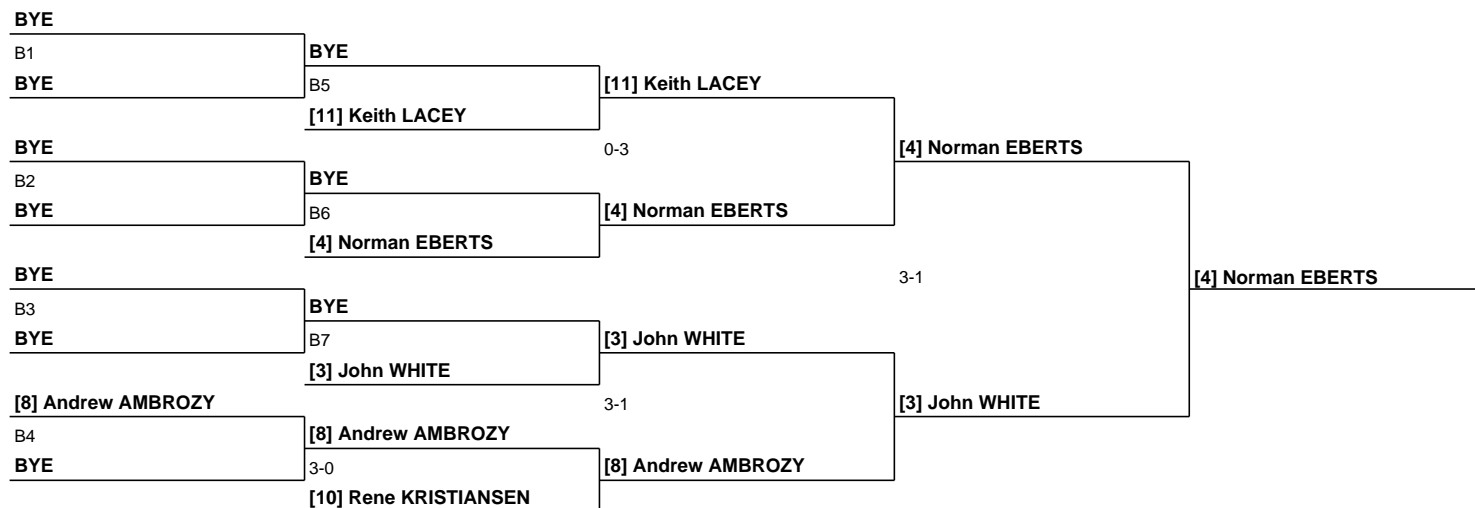 BYE
B1
BYE
BYE
B5
[11] Keith LACEY
[11] Keith LACEY
BYE
B2
BYE
BYE
B6
[4] Norman EBERTS
0-3
[4] Norman EBERTS
[4] Norman EBERTS
BYE
B3
BYE
BYE
B7
[3] John WHITE
[3] John WHITE
3-1
[4] Norman EBERTS
[8] Andrew AMBROZY
B4
BYE
[8] Andrew AMBROZY
3-0
[10] Rene KRISTIANSEN
3-1
[8] Andrew AMBROZY
[3] John WHITE